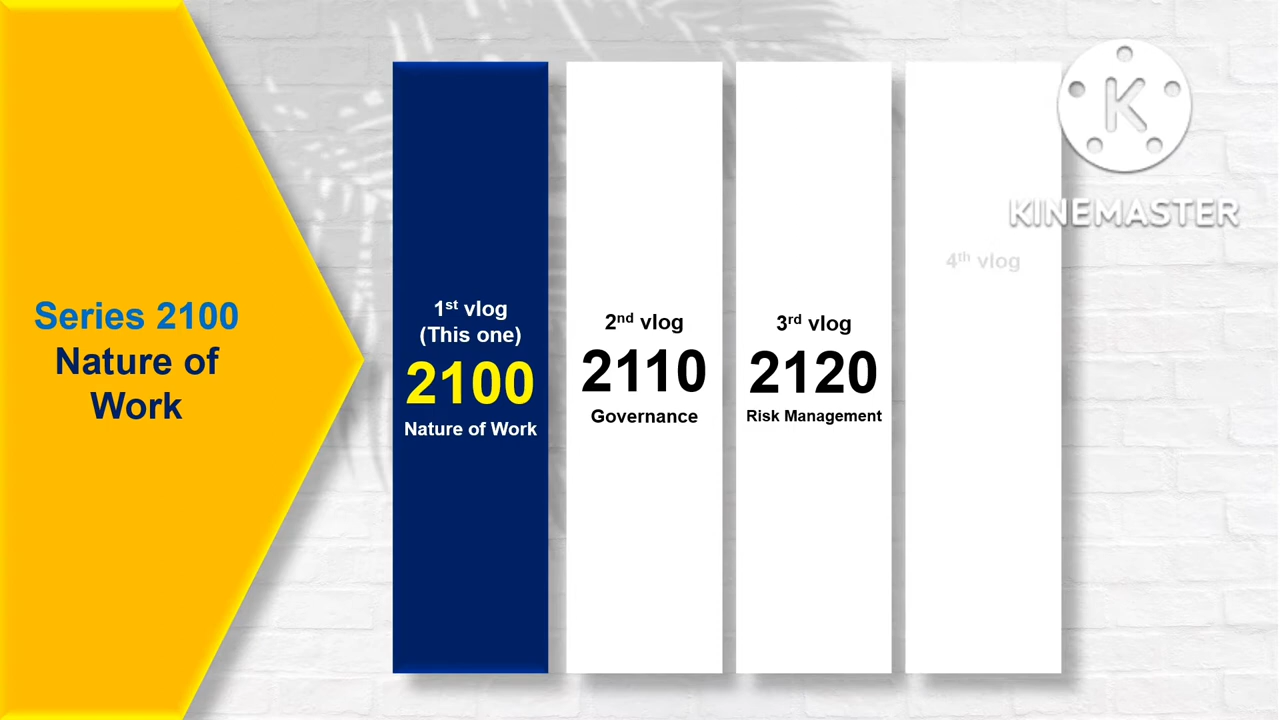 Series 2100
Nature of
Work
1st vlog
(This one)
2100
Nature of Work
2nd vlog
2110
Governance
3rd vlog
2120
Risk Management
4th vlog
K
KINEMASTER